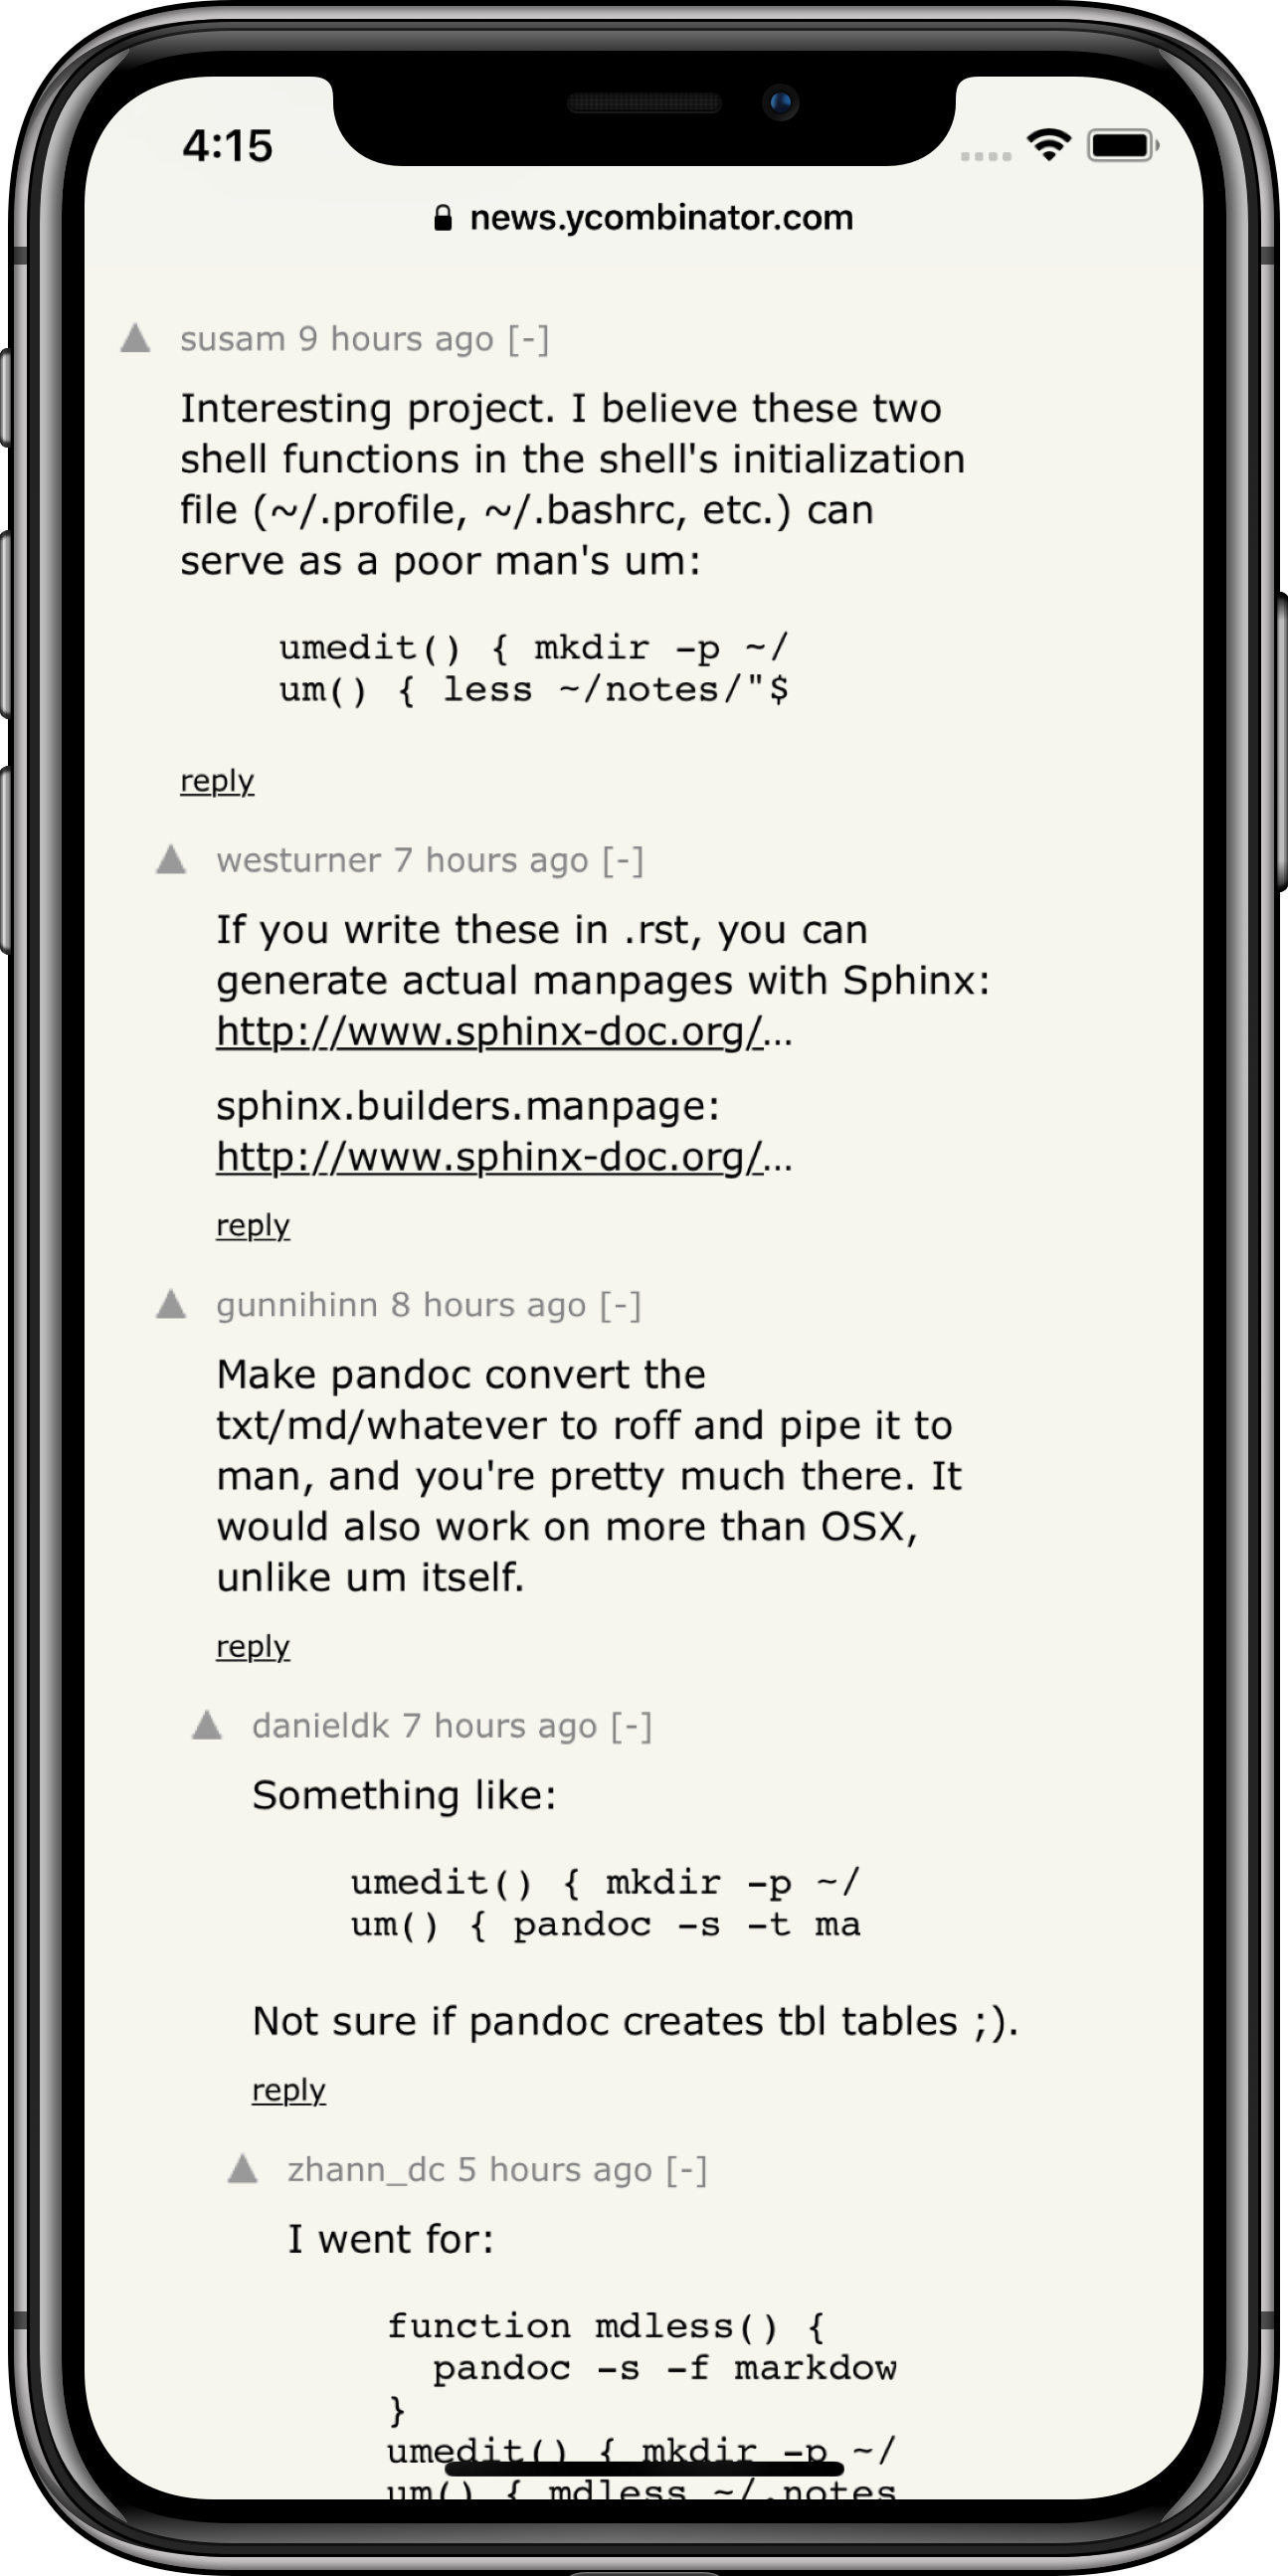 4:15
news.ycombinator.com
susam 9 hours ago [-]
Interesting project. I believe these two
shell functions in the shell's initialization
file (~/.profile, ~/.bashrc, etc.) can
serve as a poor man's um:
umedit() { mkdir -p ~/
um() { less ~/notes/"$
reply
westurner 7 hours ago [-]
If you write these in .rst, you can
generate actual manpages with Sphinx:
http://www.sphinx-doc.org/...
sphinx.builders.manpage:
http://www.sphinx-doc.org/...
reply
gunnihinn 8 hours ago [-]
Make pandoc convert the
txt/md/whatever to roff and pipe it to
man, and you're pretty much there. It
would also work on more than OSX,
unlike um itself.
reply
danieldk 7 hours ago [-]
Something like:
umedit() { mkdir -p ~/
um() { pandoc -s -t ma
Not sure if pandoc creates tbl tables ;).
reply
zhann_dc 5 hours ago [-]
I went for:
function mdless() {
  pandoc -s -f markdow
}
umedit() { mkdir -p ~/
um() { mdless ~/.notes